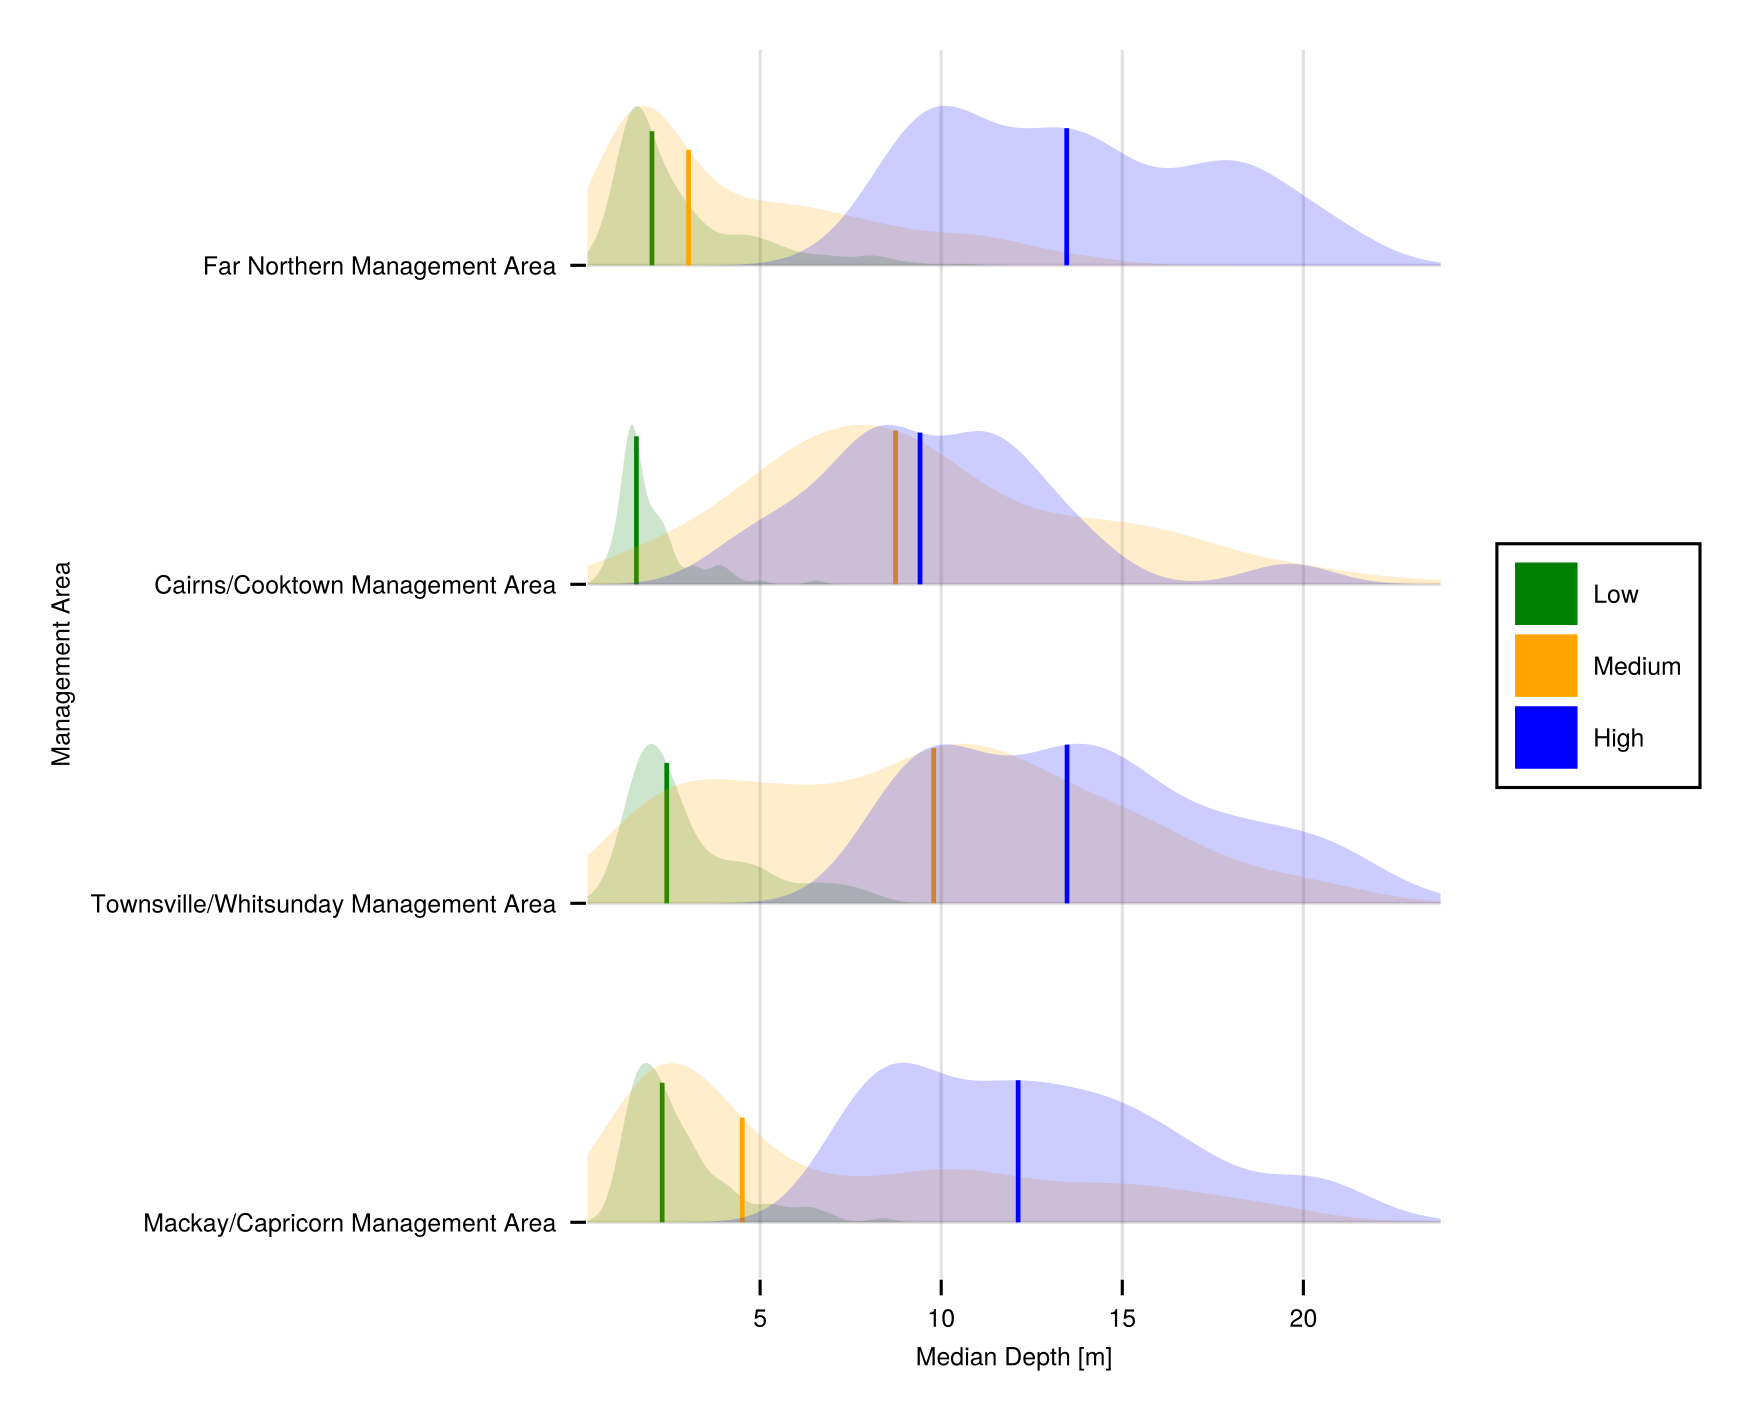 Far Northern Management Area
Cairns/Cooktown Management Area
Townsville/Whitsunday Management Area
Mackay/Capricorn Management Area
Management Area
5
10
15
20
Median Depth [m]
Low
Medium
High